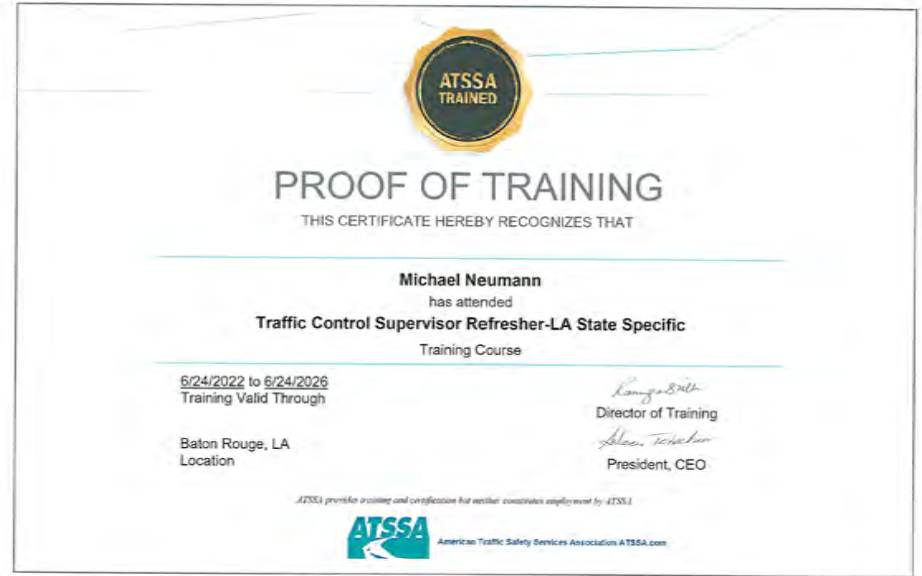 ATSSA
TRAINED
PROOF OF TRAINING
THIS CERTIFICATE HEREBY RECOGNIZES THAT
Michael Neumann
has attended
Traffic Control Supervisor Refresher-LA State Specific
Training Course
6/24/2022 to 6/24/2026
Training Valid Through
Director of Training
Baton Rouge, LA
Location
President, CEO
ATSSA provides training and certification but neither constitutes employment by ATSSA
ATSSA
American Traffic Safety Services Association ATSSA.com